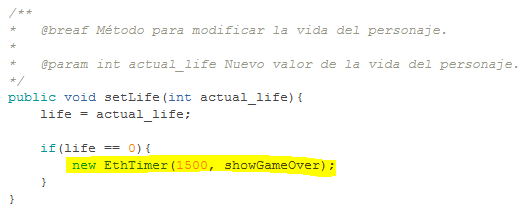 /**
*   @breaf Método para modificar la vida del personaje.
*
*   @param int actual_life Nuevo valor de la vida del personaje.
*/
public void setLife(int actual_life){
    life = actual_life;

    if(life == 0){
        new EthTimer(1500, showGameOver);
    }
}